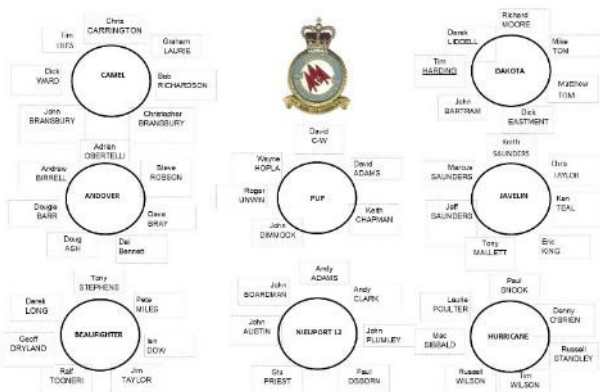 Chris
CARRINGTON
Tim
ILES
Graham
LAURIE
Dick
WARD
CAMEL
Bob
RICHARDSON
John
BRANSBURY
Christopher
BRANSBURY
Richard
MOORE
Derek
LIDDELL
Mike
TOM
Tim
HARDING
DAKOTA
Matthew
TOM
John
BARTRAM
Dick
EASTMENT
Adrian
OBERTELLI
Andrew
BIRRELL
Steve
ROBSON
ANDOVER
Dougie
BARR
Dave
BRAY
Doug
ASH
Dai
Bennett
David
C-W
Wayne
HOPLA
David
ADAMS
Roger
UNWIN
PUP
Keith
CHAPMAN
John
DIMMOCK
Keith
SAUNDERS
Marcus
SAUNDERS
Chris
TAYLOR
Jeff
SAUNDERS
JAVELIN
Ken
TEAL
Tony
MALLETT
Eric
KING
Tony
STEPHENS
Derek
LONG
Pete
MILES
BEAUFIGHTER
Geoff
DRYLAND
Ian
DOW
Ralf
Jim
TAYLOR
Andy
ADAMS
John
BOARDMAN
Andy
CLARK
John
AUSTIN
NIEUPORT 12
John
PLUMLEY
Stu
PRIEST
Paul
OSBORN
Paul
SNOOK
Laurie
POULTER
Danny
O'BRIEN
Mac
SIBBALD
HURRICANE
Russell
STANDLEY
Russell
WILSON
Tim
WILSON